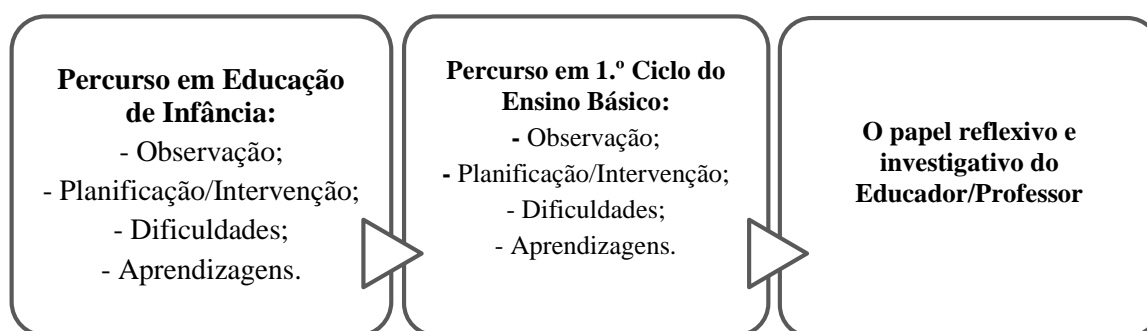 Percurso em Educação
de Infância:
- Observação;
- Planificação/Intervenção;
- Dificuldades;
- Aprendizagens.
Percurso em 1.º Ciclo do
Ensino Básico:
- Observação;
- Planificação/Intervenção;
- Dificuldades;
- Aprendizagens.
O papel reflexivo e
investigativo do
Educador/Professor